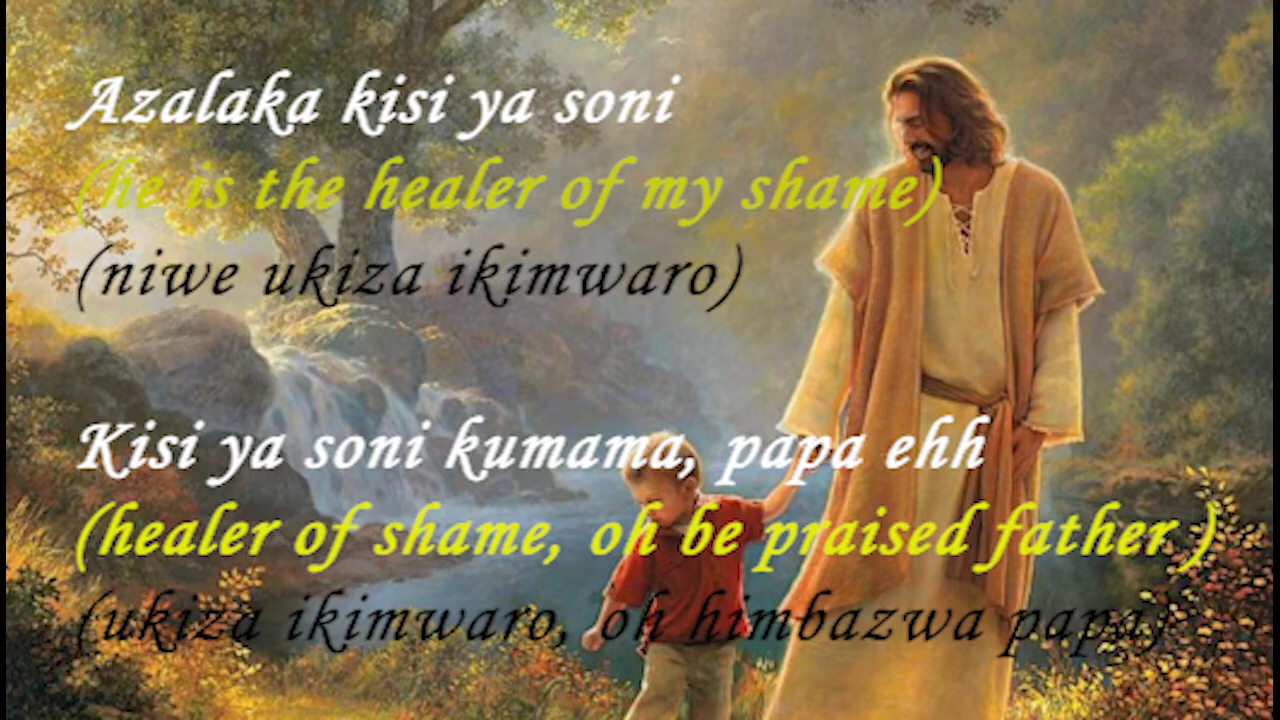 Azalaka kisi ya soni
(he is the healer of my shame)
(niwe ukiza ikimwaro)
Kisi ya soni kumama, papa ehh
(healer of shame, oh be praised father )
(ukiza ikimwaro, oh himbazwa papa)